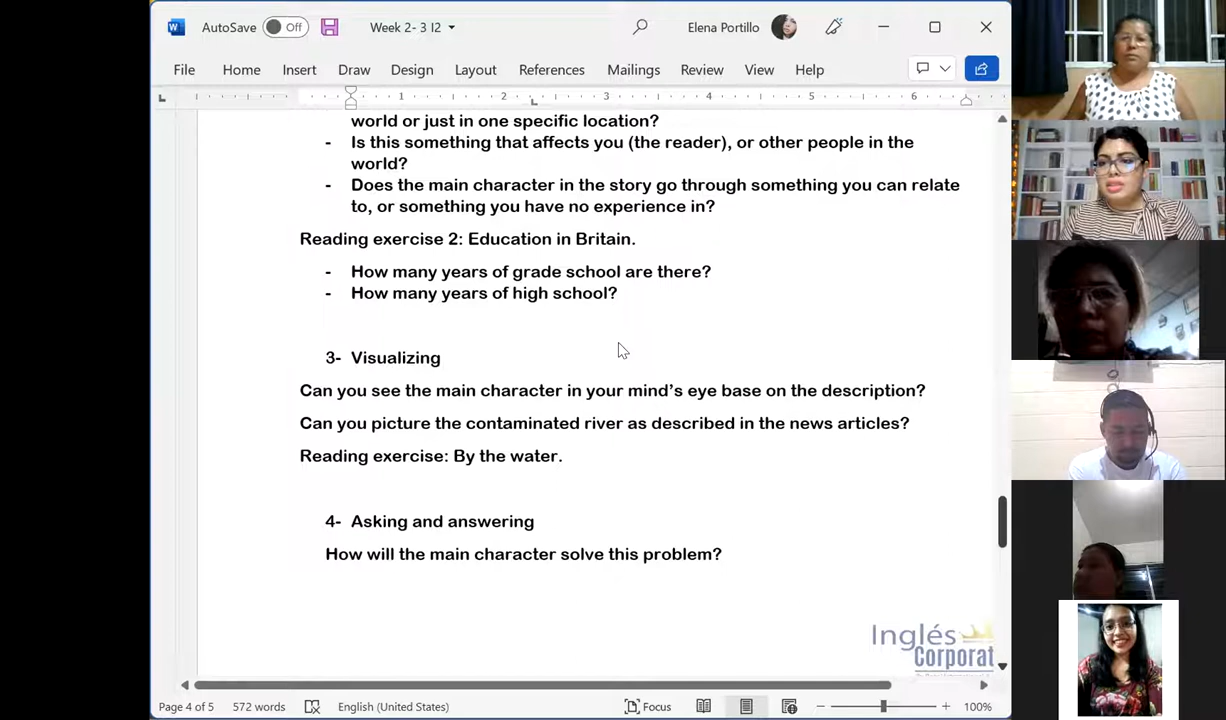 AutoSave Off Week 2- 3 I2 Elena Portillo
File Home Insert Draw Design Layout References Mailings Review View Help
1 2 3 4 5 6
world or just in one specific location?
- Is this something that affects you (the reader), or other people in the
world?
- Does the main character in the story go through something you can relate
to, or something you have no experience in?
Reading exercise 2: Education in Britain.
- How many years of grade school are there?
- How many years of high school?
3- Visualizing
Can you see the main character in your mind's eye base on the description?
Can you picture the contaminated river as described in the news articles?
Reading exercise: By the water.
4- Asking and answering
How will the main character solve this problem?
Inglés
Corporat
Page 4 of 5 572 words English (United States) Focus 100%